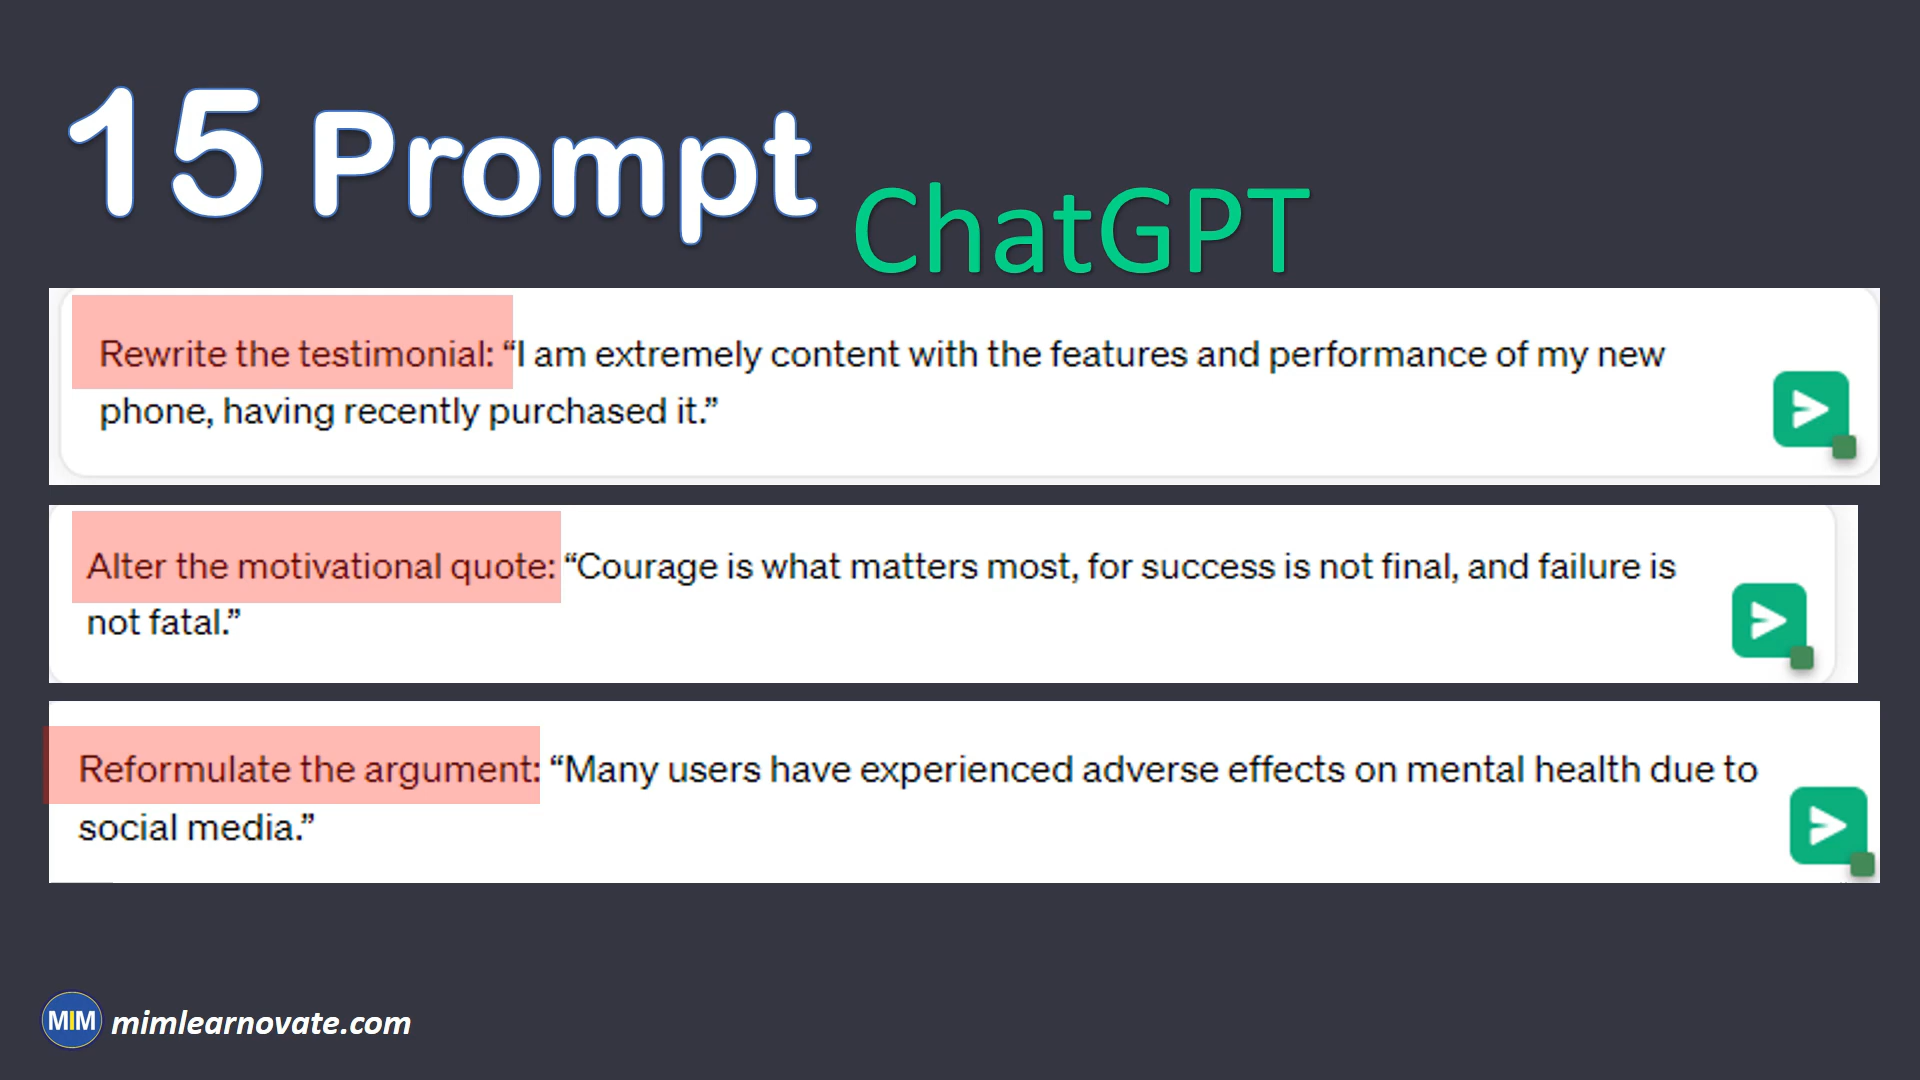 15 Prompt ChatGPT
Rewrite the testimonial: “I am extremely content with the features and performance of my new
phone, having recently purchased it.”
Alter the motivational quote: “Courage is what matters most, for success is not final, and failure is
not fatal.”
Reformulate the argument: “Many users have experienced adverse effects on mental health due to
social media.”
MIM mimlearnovate.com